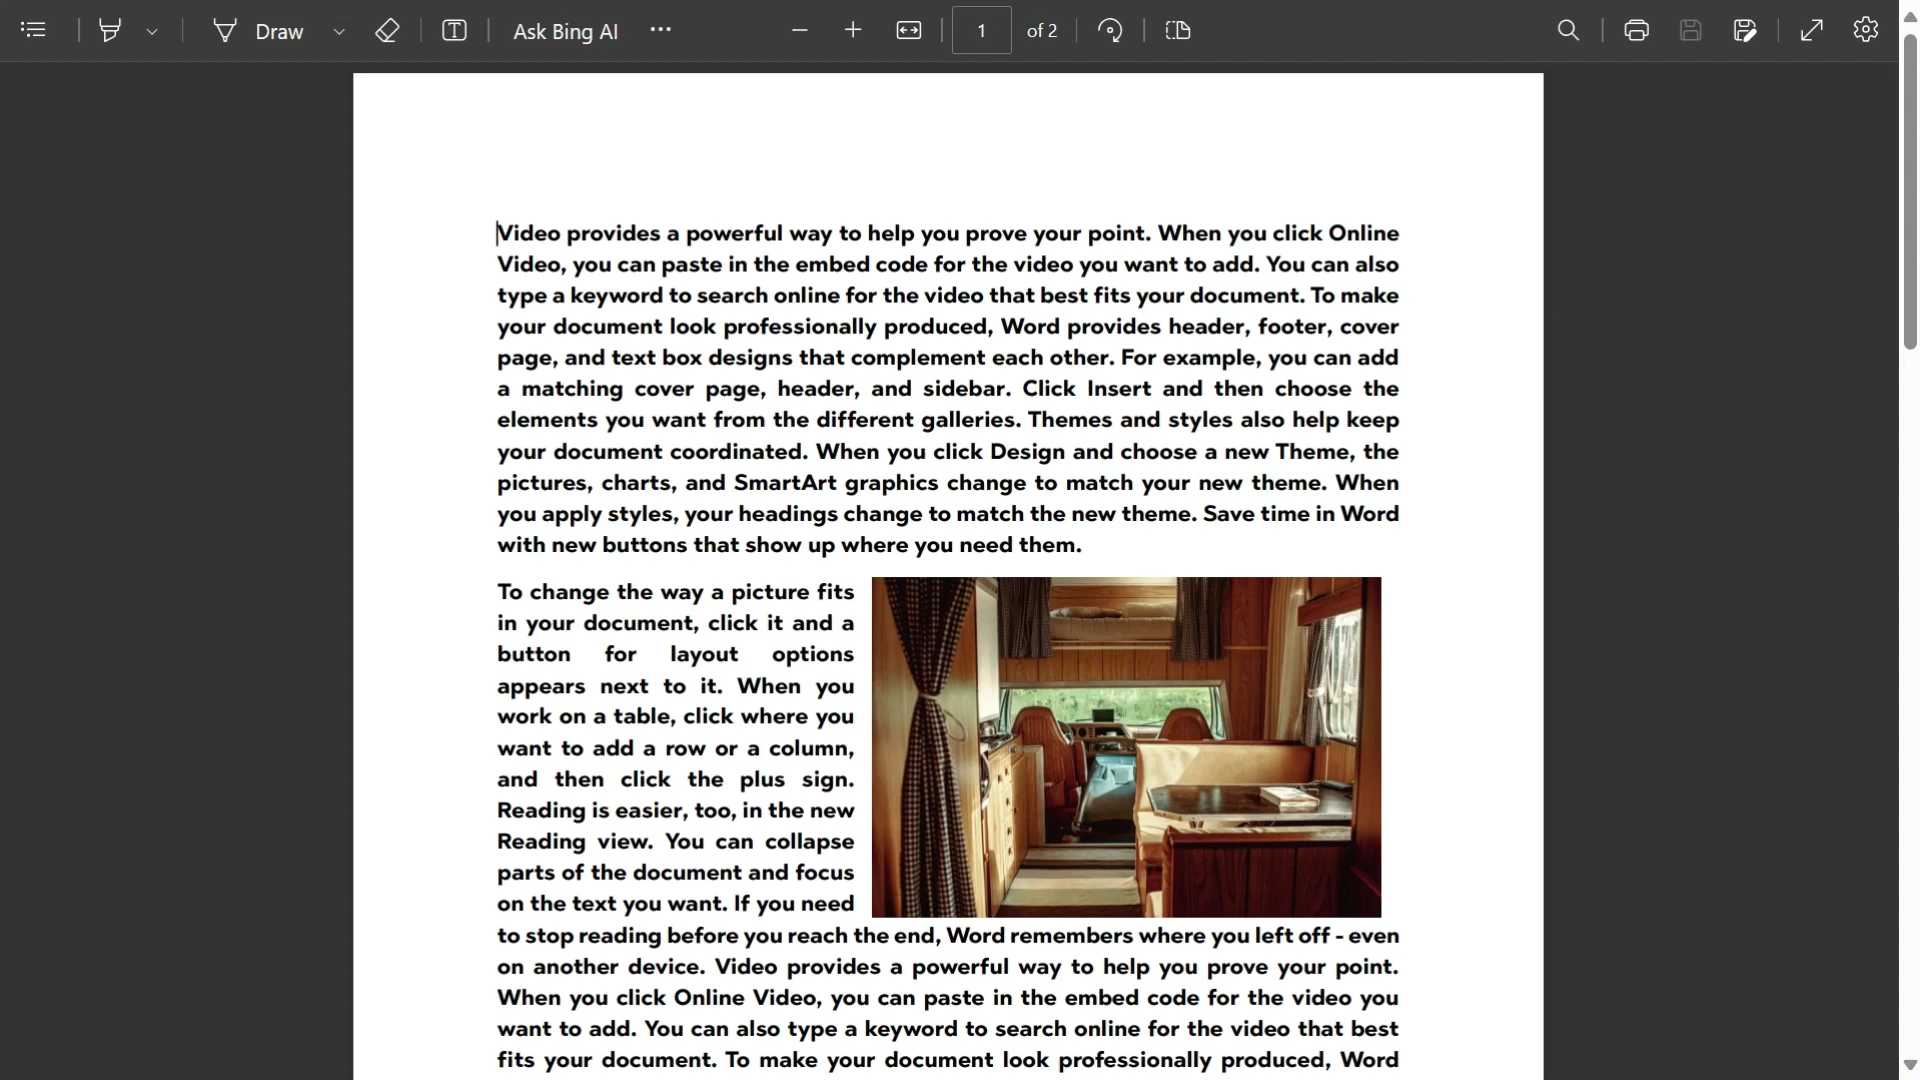 Draw
Ask Bing AI
1 of 2
Video provides a powerful way to help you prove your point. When you click Online
Video, you can paste in the embed code for the video you want to add. You can also
type a keyword to search online for the video that best fits your document. To make
your document look professionally produced, Word provides header, footer, cover
page, and text box designs that complement each other. For example, you can add
a matching cover page, header, and sidebar. Click Insert and then choose the
elements you want from the different galleries. Themes and styles also help keep
your document coordinated. When you click Design and choose a new Theme, the
pictures, charts, and SmartArt graphics change to match your new theme. When
you apply styles, your headings change to match the new theme. Save time in Word
with new buttons that show up where you need them.
To change the way a picture fits
in your document, click it and a
button for layout options
appears next to it. When you
work on a table, click where you
want to add a row or a column,
and then click the plus sign.
Reading is easier, too, in the new
Reading view. You can collapse
parts of the document and focus
on the text you want. If you need
to stop reading before you reach the end, Word remembers where you left off - even
on another device. Video provides a powerful way to help you prove your point.
When you click Online Video, you can paste in the embed code for the video you
want to add. You can also type a keyword to search online for the video that best
fits your document. To make your document look professionally produced, Word